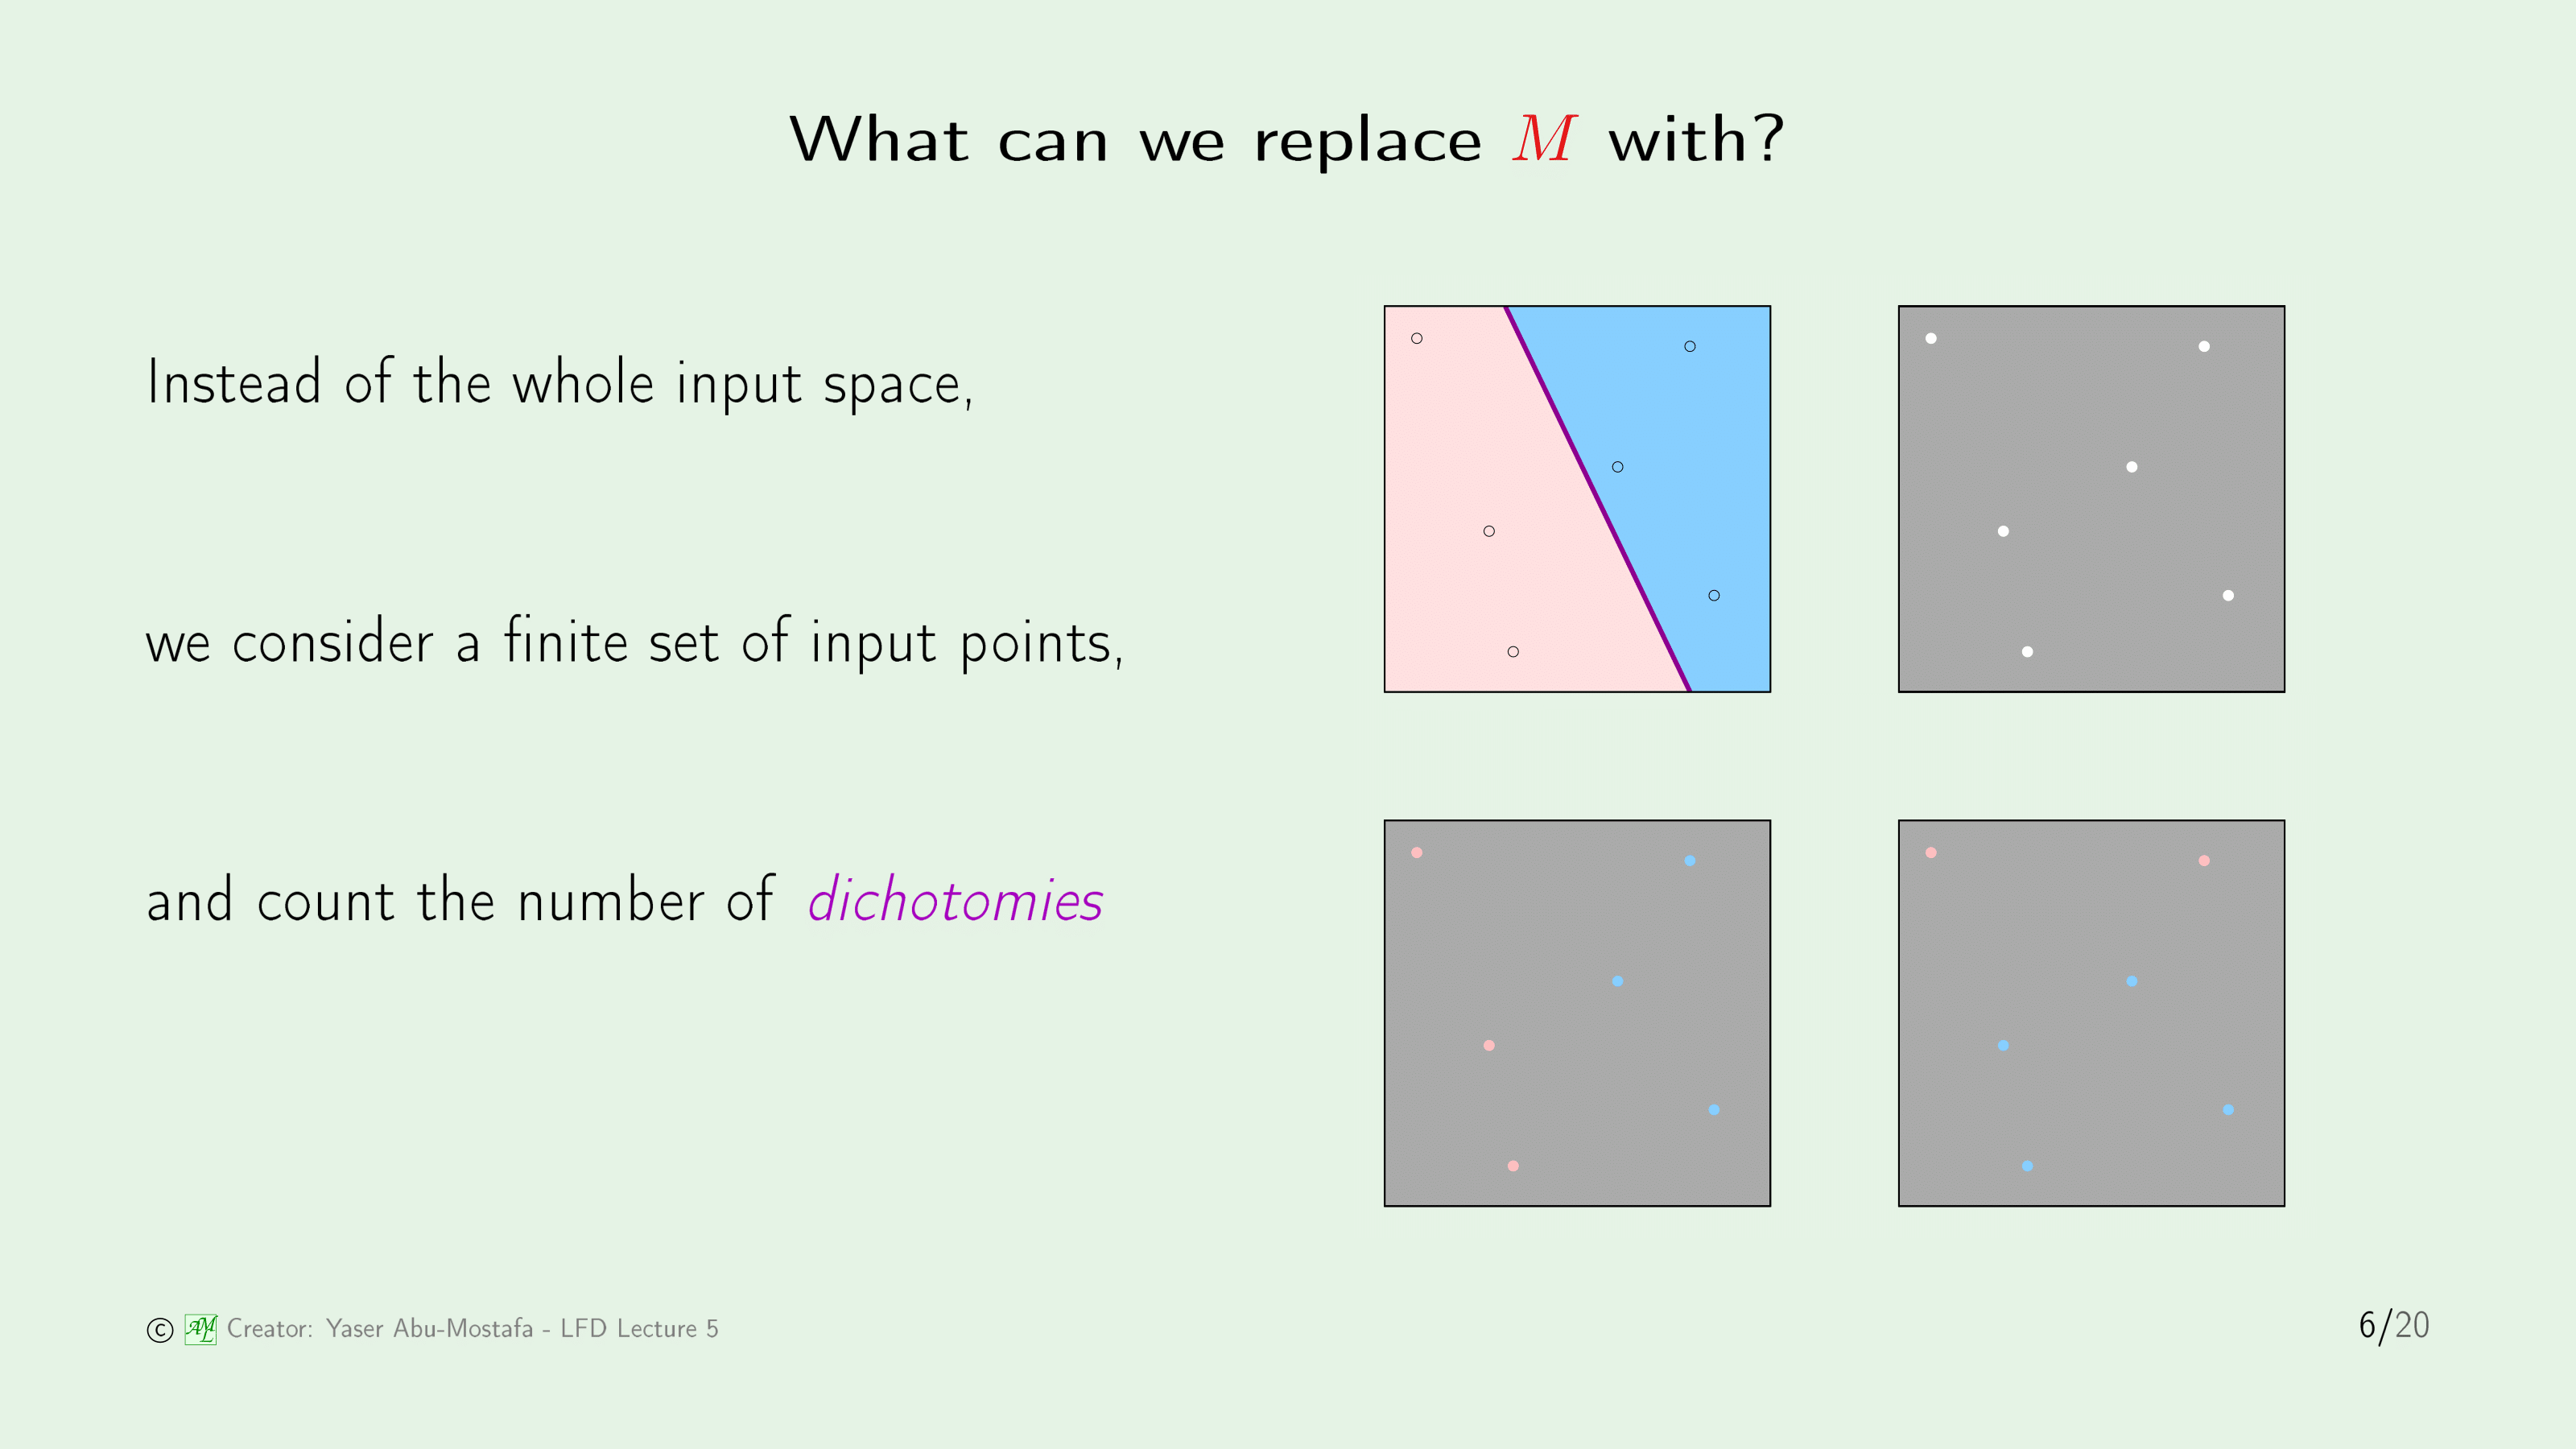 What can we replace M with?
Instead of the whole input space,
we consider a finite set of input points,
and count the number of dichotomies
© AML Creator: Yaser Abu-Mostafa - LFD Lecture 5
6/20